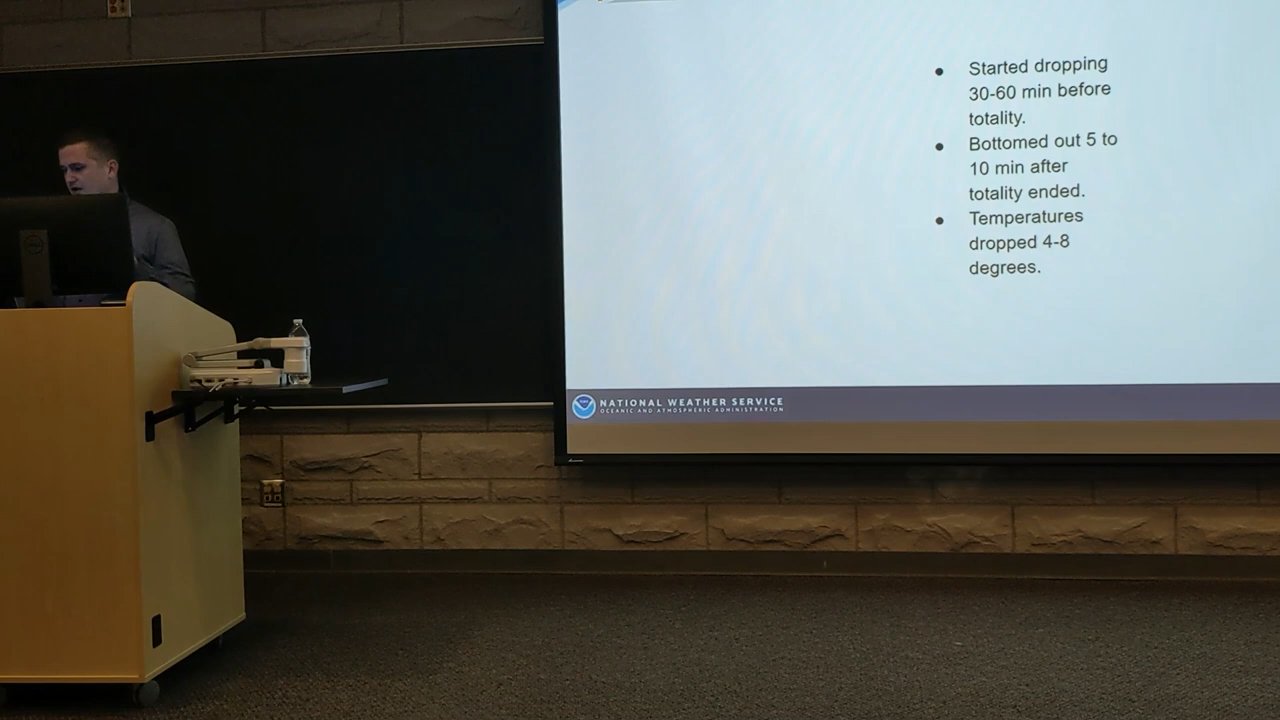 ● Started dropping
30-60 min before
totality.
● Bottomed out 5 to
10 min after
totality ended.
● Temperatures
dropped 4-8
degrees.
NATIONAL WEATHER SERVICE
OCEANIC AND ATMOSPHERIC ADMINISTRATION